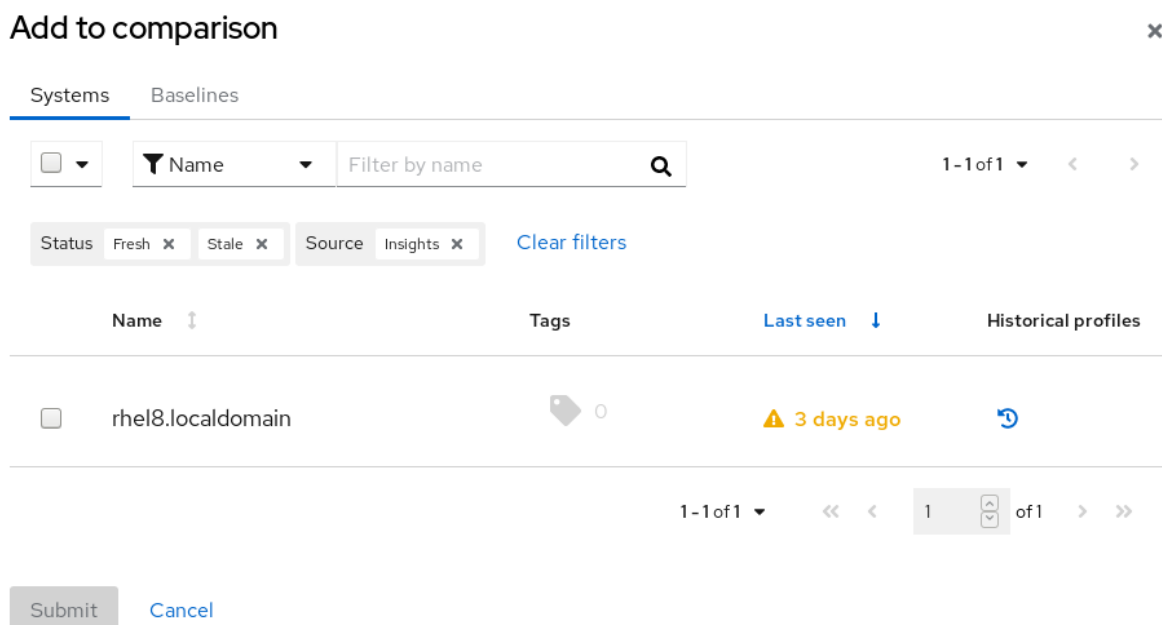 Add to comparison
Systems Baselines
Name Filter by name 1 - 1 of 1
Status Fresh Stale Source Insights Clear filters
Name Tags Last seen Historical profiles
rhel8.localdomain 0 3 days ago
1 - 1 of 1 1 of 1
Submit Cancel